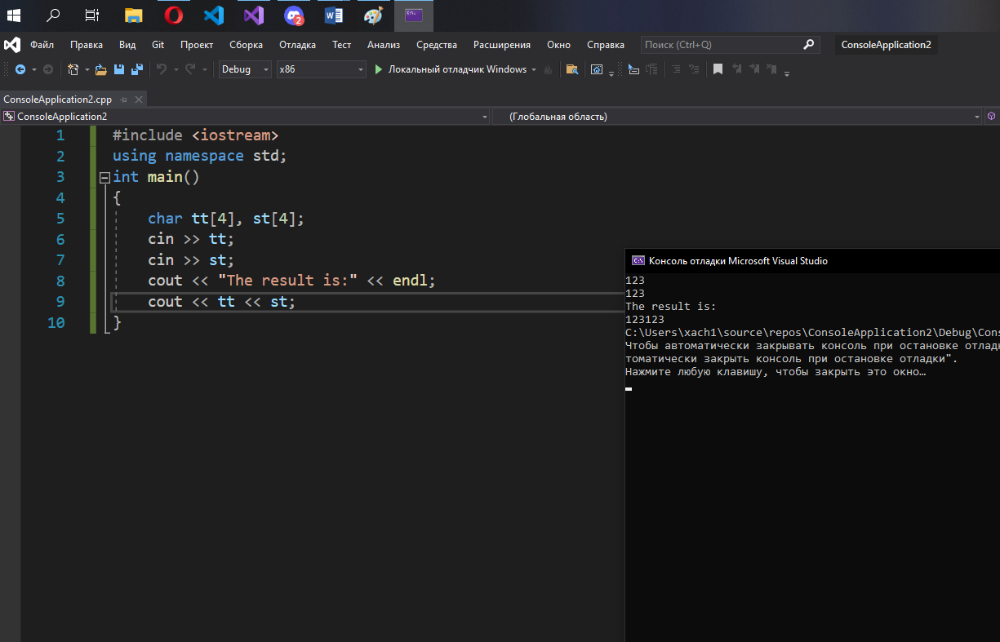 2
Файл Правка Вид Git Проект Сборка Отладка Тест Анализ Средства Расширения Окно Справка Поиск (Ctrl+Q) ConsoleApplication2
Debug x86 Локальный отладчик Windows
ConsoleApplication2.cpp
ConsoleApplication2 (Глобальная область)
1 #include <iostream>
2 using namespace std;
3 int main()
4 {
5 char tt[4], st[4];
6 cin >> tt;
7 cin >> st;
8 cout << "The result is:" << endl;
9 cout << tt << st;
10 }
Консоль отладки Microsoft Visual Studio
123
123
The result is:
123123
C:\Users\xach1\source\repos\ConsoleApplication2\Debug\Cons
Чтобы автоматически закрывать консоль при остановке отлад
томатически закрыть консоль при остановке отладки".
Нажмите любую клавишу, чтобы закрыть это окно…